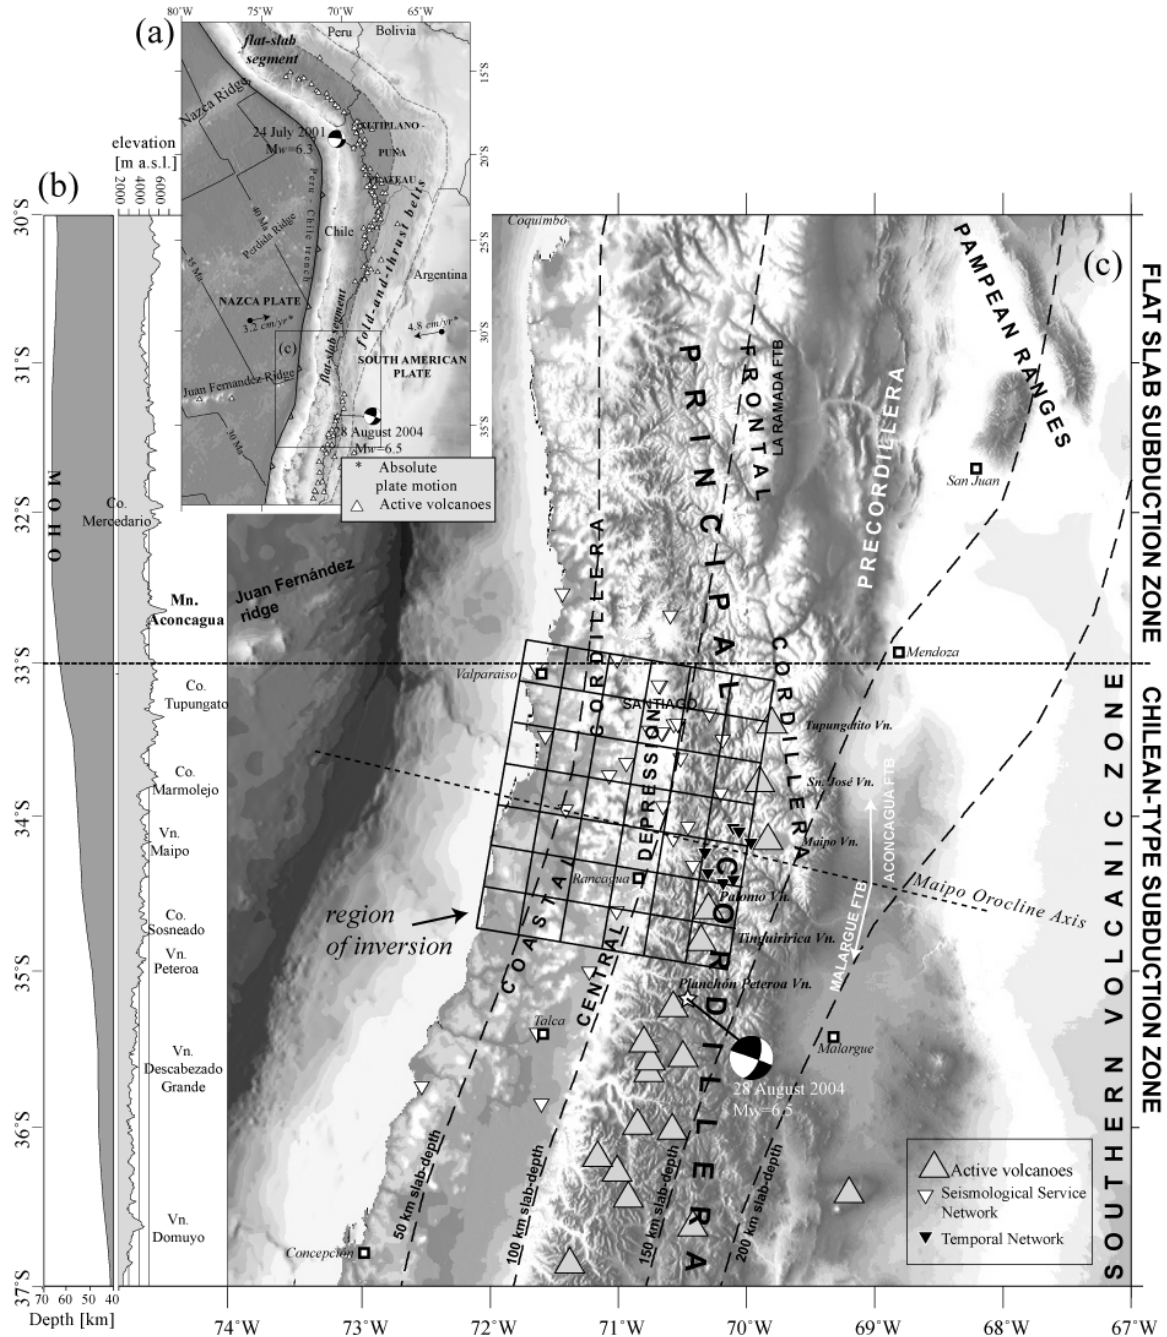 80°W 75°W 70°W 65°W
(a)
Peru
Bolivia
flat-slab
segment
15°S
20°S
25°S
30°S
35°S
Nazca Ridge
24 July 2001
Mw=6.3
ALTIPLANO -
PUNA
PLATEAU
Peru - Chile trench
40 Ma
Perdida Ridge
35 Ma
Chile
fold-and-thrust belts
Argentina
NAZCA PLATE
3.2 cm/yr*
4.8 cm/yr*
(c)
flat-slab segment
SOUTH AMERICAN
PLATE
Juan Fernandez-Ridge
30 Ma
28 August 2004
Mw=6.5
* Absolute
plate motion
Active volcanoes
(b)
elevation
[m a.s.l.]
2000
4000
6000
30°S
31°S
32°S
33°S
34°S
35°S
36°S
37°S
MOHO
Co.
Mercedario
Mn.
Aconcagua
Co.
Tupungato
Co.
Marmolejo
Vn.
Maipo
Co.
Sosneado
Vn.
Peteroa
Vn.
Descabezado
Grande
Vn.
Domuyo
70 60 50 40
Depth [km]
(c)
Coquimbo
PAMPEAN RANGES
FRONTAL
CORDILLERA
LA RAMADA FTB
PRINCIPAL
CORDILLERA
PRECORDILLERA
San Juan
COASTAL
CORDILLERA
Juan Fernández
ridge
Mendoza
Valparaiso
SANTIAGO
Tupungatito Vn.
Sn. José Vn.
CENTRAL
DEPRESSION
Maipo Vn.
ACONCAGUA FTB
MALARGUE FTB
Maipo Orocline Axis
Rancagua
Palomo Vn.
region
of inversion
Tinguiririca Vn.
Planchón Peteroa Vn.
Talca
Malargue
28 August 2004
Mw=6.5
50 km slab-depth
100 km slab-depth
150 km slab-depth
200 km slab-depth
Concepción
Active volcanoes
Seismological Service
Network
Temporal Network
FLAT SLAB SUBDUCTION ZONE
CHILEAN-TYPE SUBDUCTION ZONE
SOUTHERN VOLCANIC ZONE
74°W 73°W 72°W 71°W 70°W 69°W 68°W 67°W